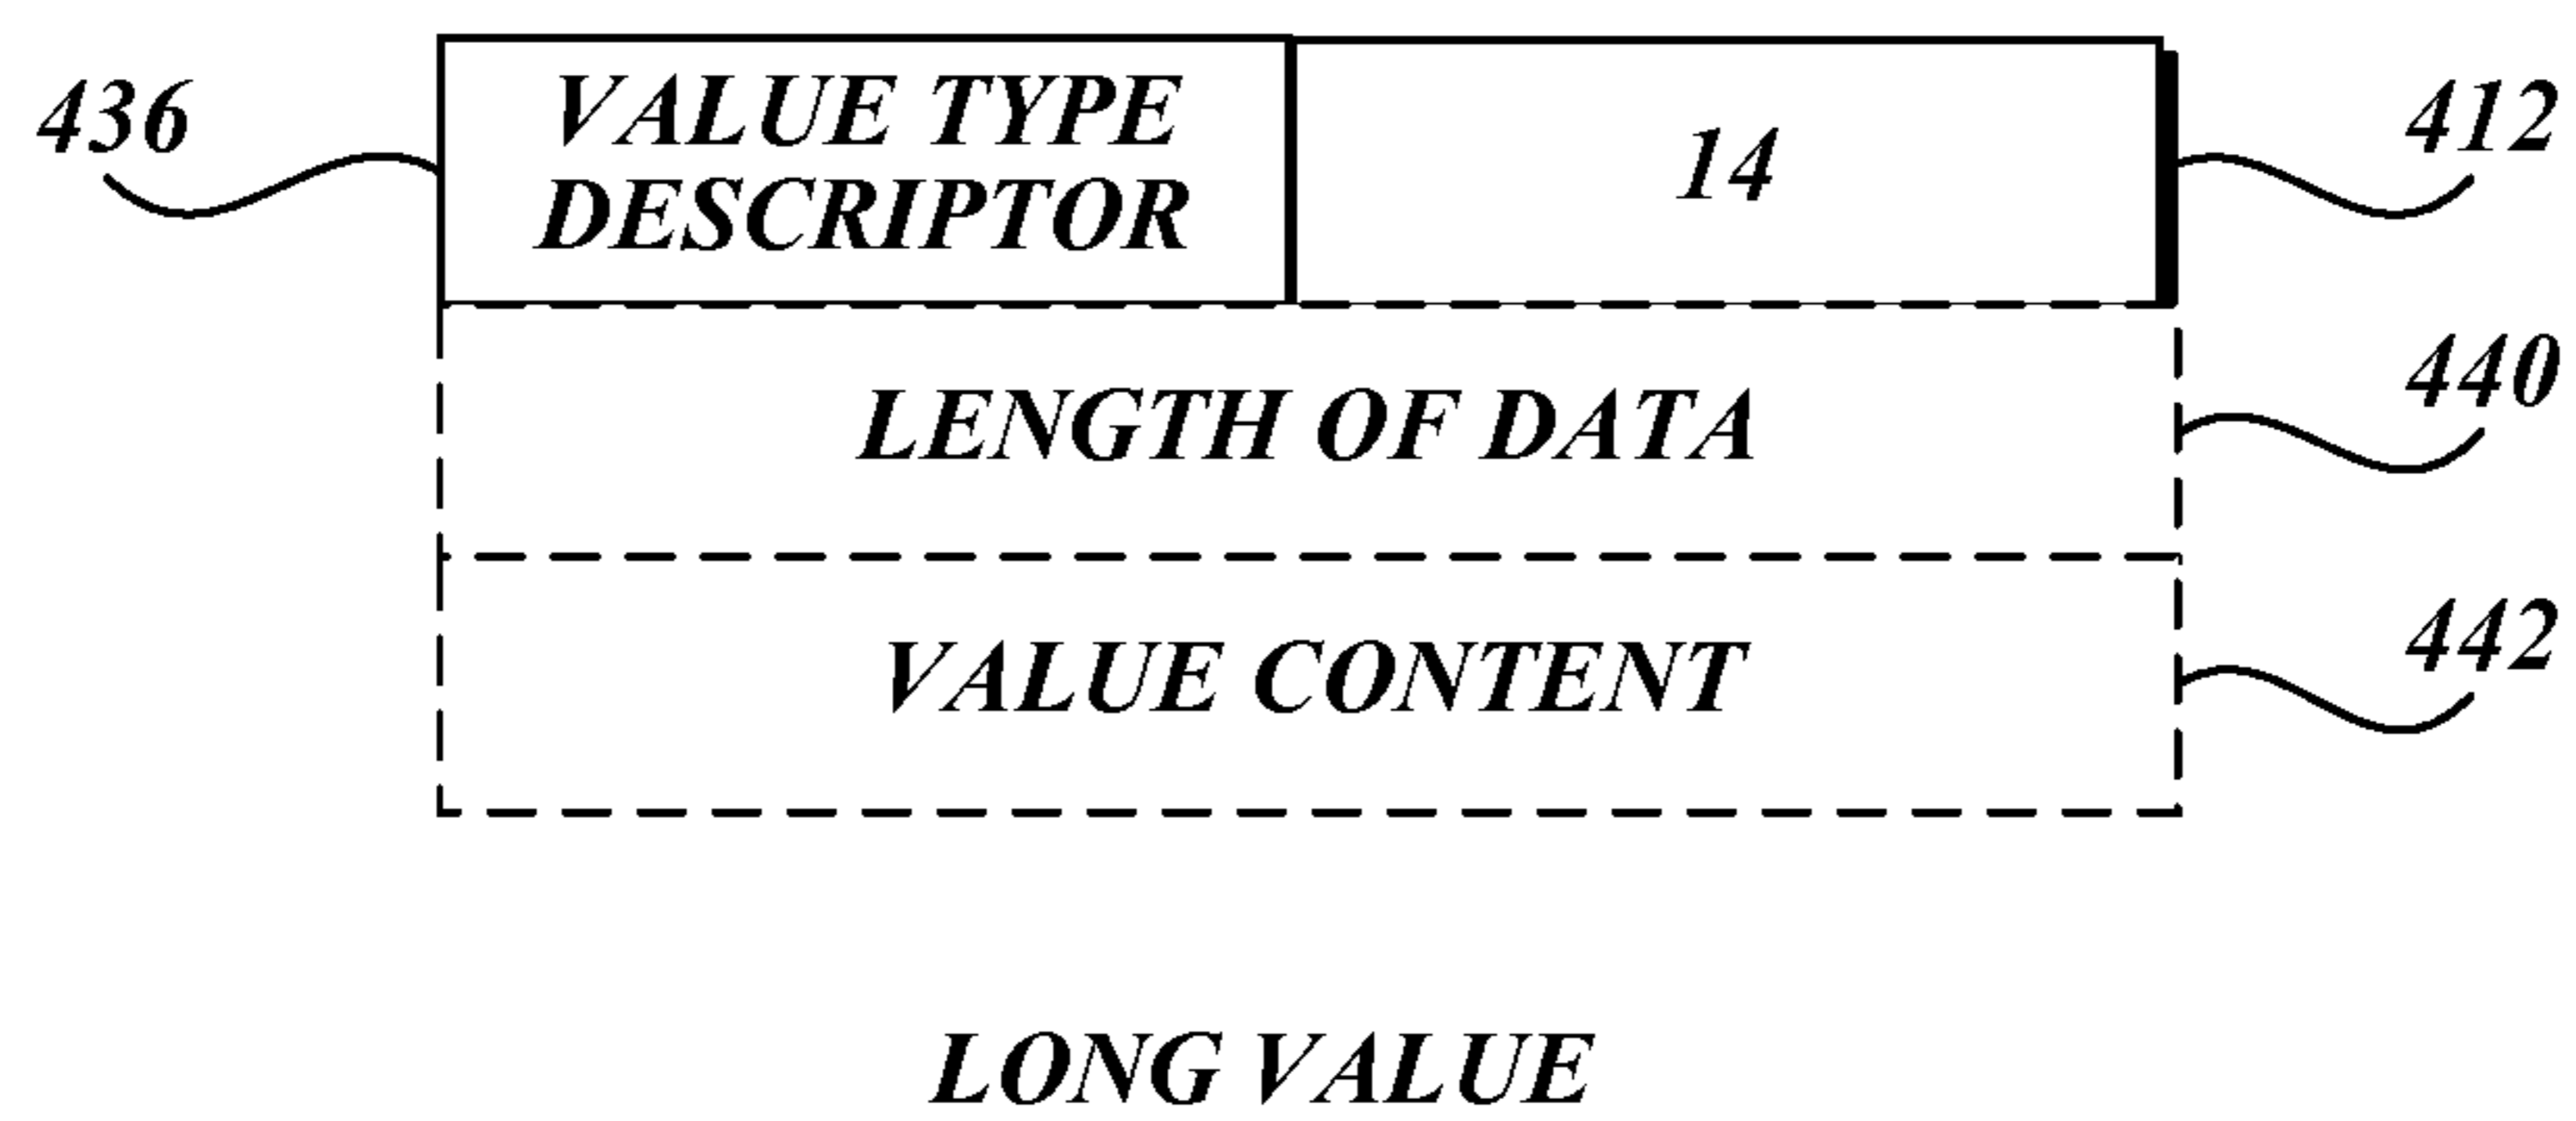 436
VALUE TYPE
DESCRIPTOR
14
412
LENGTH OF DATA
440
VALUE CONTENT
442
LONG VALUE